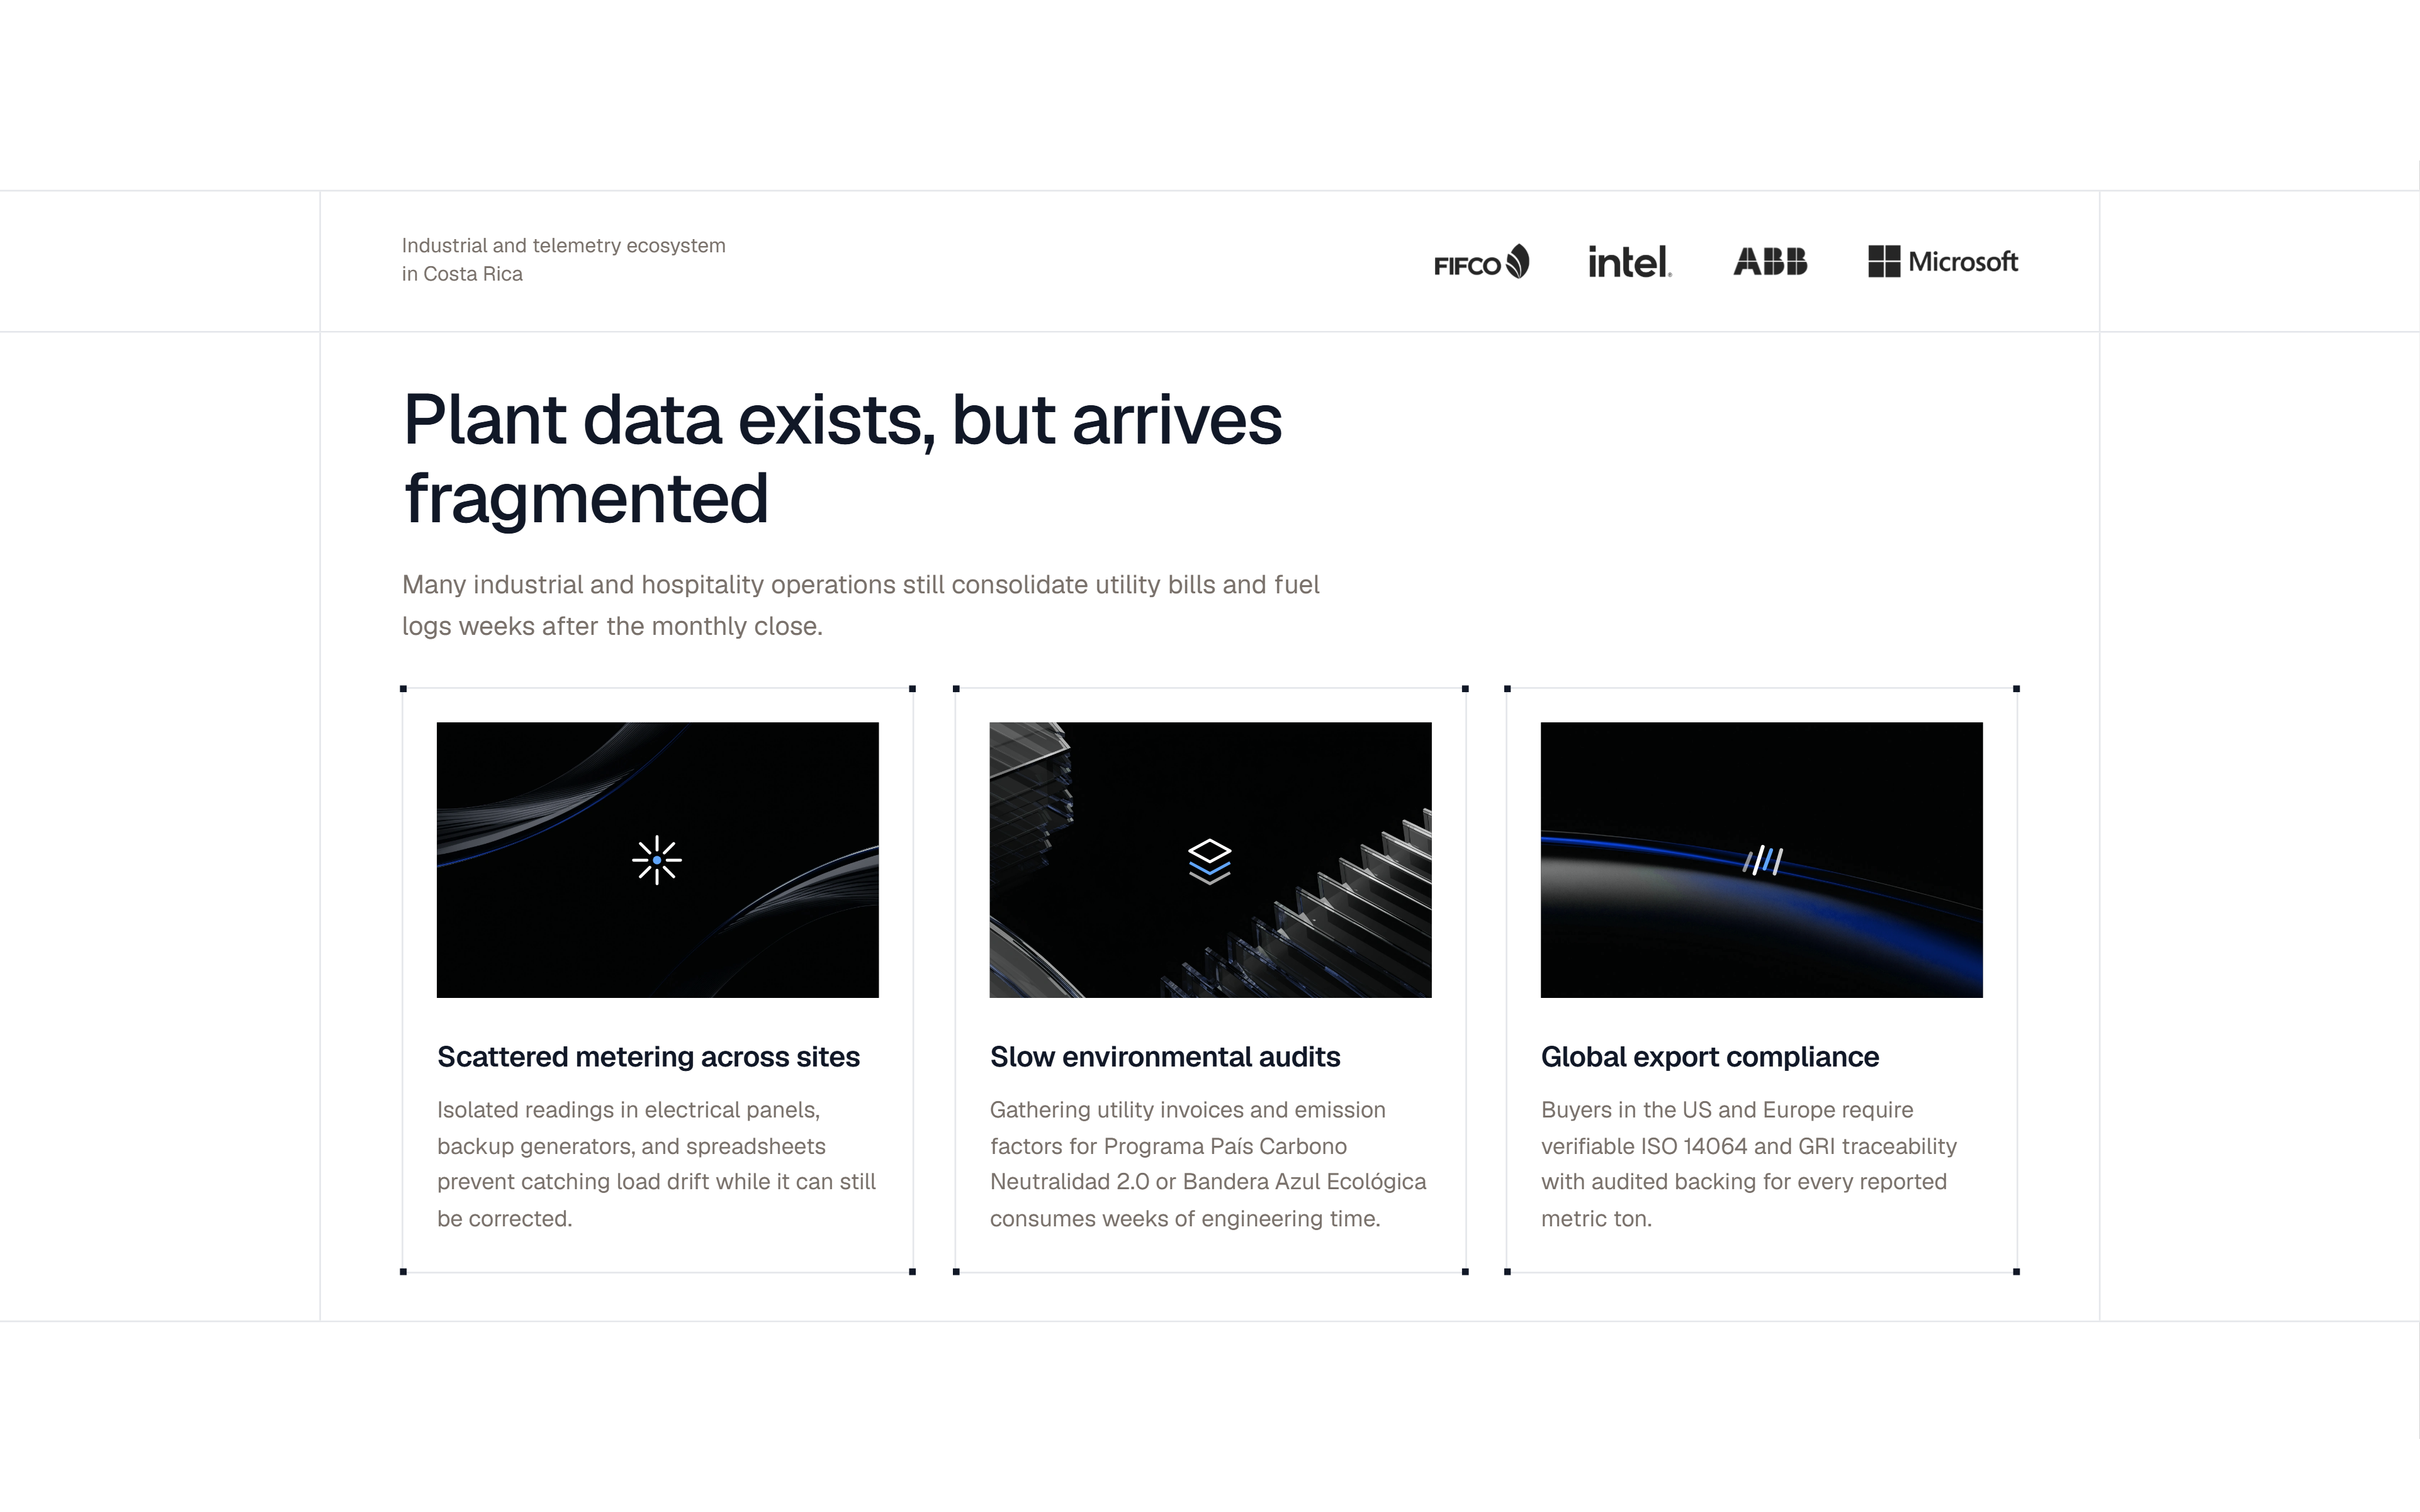 Industrial and telemetry ecosystem
in Costa Rica
FIFCO
intel
ABB
Microsoft
Plant data exists, but arrives
fragmented
Many industrial and hospitality operations still consolidate utility bills and fuel
logs weeks after the monthly close.
Scattered metering across sites
Isolated readings in electrical panels,
backup generators, and spreadsheets
prevent catching load drift while it can still
be corrected.
Slow environmental audits
Gathering utility invoices and emission
factors for Programa País Carbono
Neutralidad 2.0 or Bandera Azul Ecológica
consumes weeks of engineering time.
Global export compliance
Buyers in the US and Europe require
verifiable ISO 14064 and GRI traceability
with audited backing for every reported
metric ton.